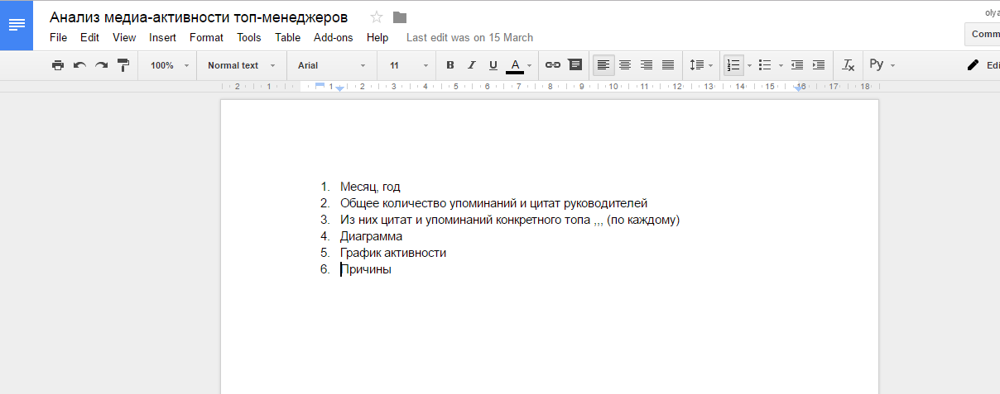 Анализ медиа-активности топ-менеджеров
olya
File Edit View Insert Format Tools Table Add-ons Help Last edit was on 15 March
Comm
100% Normal text Arial 11 B I U A Ру Edi
2 1 1 2 3 4 5 6 7 8 9 10 11 12 13 14 15 16 17 18
1. Месяц, год
2. Общее количество упоминаний и цитат руководителей
3. Из них цитат и упоминаний конкретного топа ,,, (по каждому)
4. Диаграмма
5. График активности
6. Причины